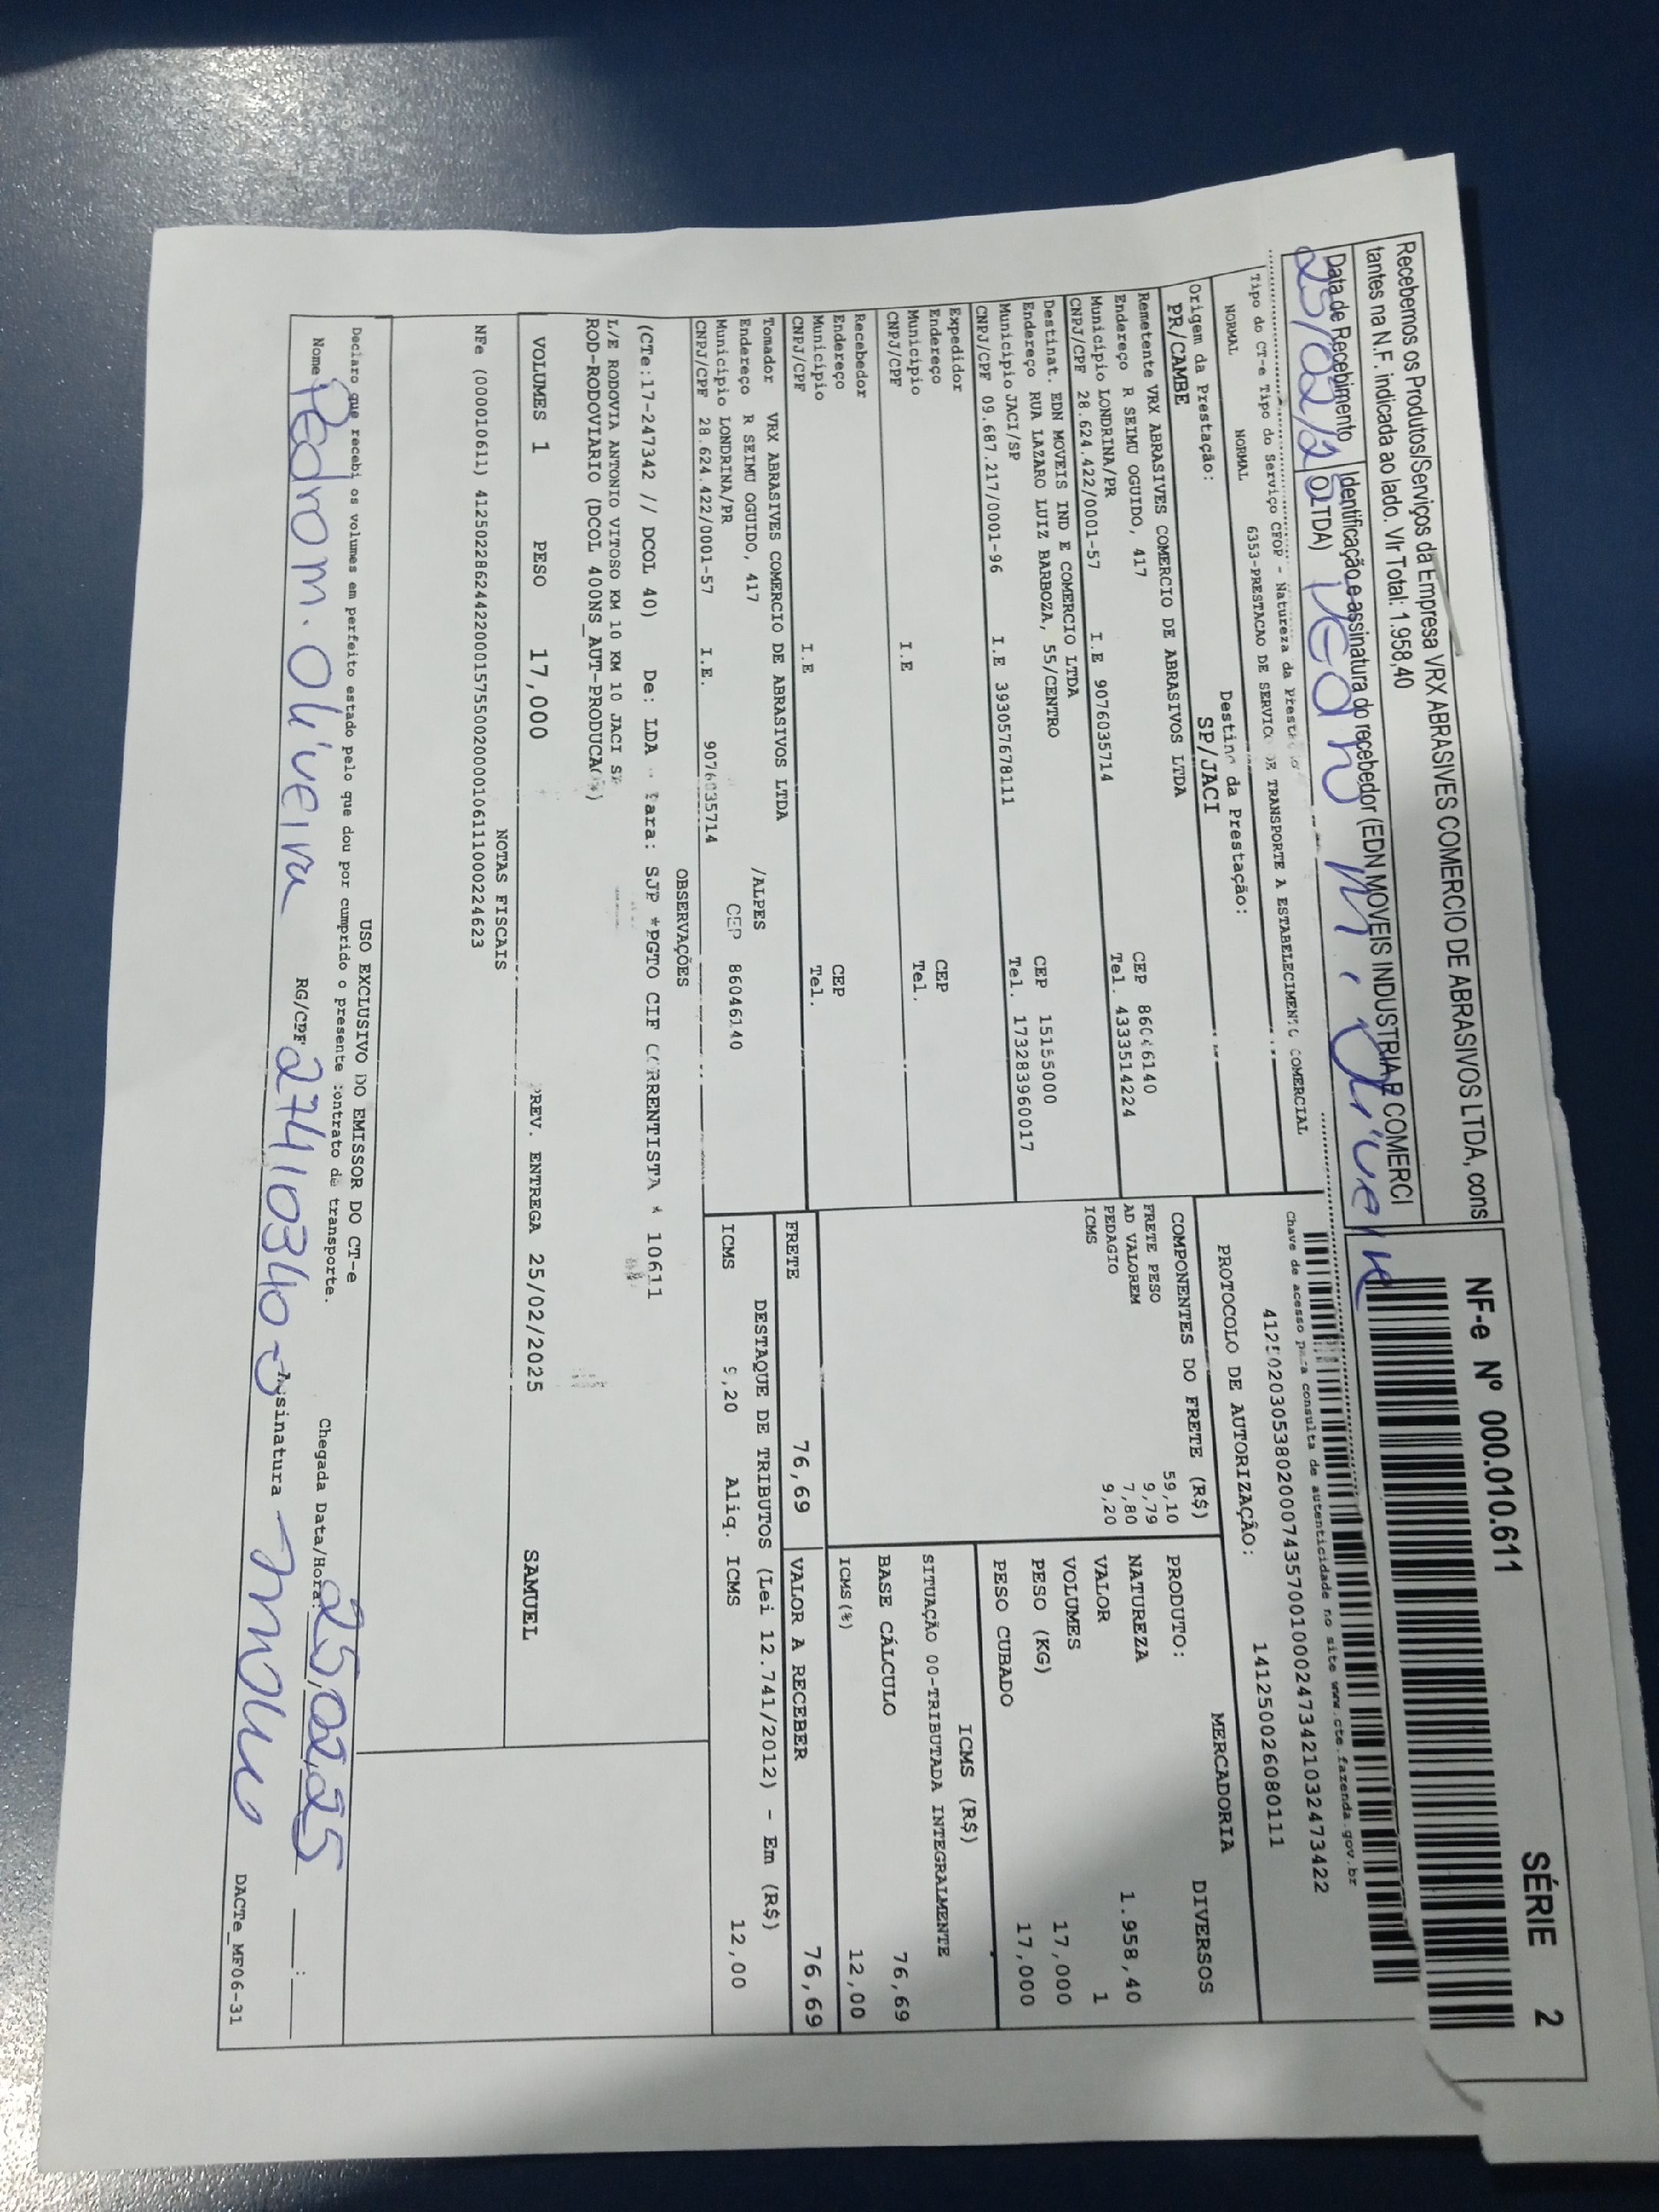 Recebemos os Produtos/Serviços da Empresa VRX ABRASIVES COMERCIO DE ABRASIVOS LTDA, cons
tantes na N.F. indicada ao lado. Vlr Total: 1.958,40
Data de Recebimento Identificação e assinatura do recebedor (EDN MOVEIS INDUSTRIA E COMERCI
O LTDA)
25/02/2
NF-e Nº 000.010.611 SÉRIE 2
Tipo do CT-e Tipo do Serviço CFOP - Natureza da
NORMAL NORMAL 6353-PRESTACAO DE SERVICO DE TRANSPORTE A ESTABELECIMENTO COMERCIAL
Chave de acesso para consulta de autenticidade no site www.cte.fazenda.gov.br
41250203053802000743570010002473421032473422
Origem da Prestação: Destino da Prestação:
PR/CAMBE SP/JACI
PROTOCOLO DE AUTORIZAÇÃO: 141250026080111
Remetente VRX ABRASIVES COMERCIO DE ABRASIVOS LTDA
Endereço R SEIMU OGUIDO, 417 CEP 86046140
Município LONDRINA/PR Tel. 4333514224
CNPJ/CPF 28.624.422/0001-57 I.E 9076035714
Destinat. EDN MOVEIS IND E COMERCIO LTDA
Endereço RUA LAZARO LUIZ BARBOZA, 55/CENTRO CEP 15155000
Município JACI/SP Tel. 173283960017
CNPJ/CPF 09.687.217/0001-96 I.E 393057678111
Expedidor
Endereço CEP
Município Tel.
CNPJ/CPF I.E
Recebedor
Endereço CEP
Município Tel.
CNPJ/CPF I.E
COMPONENTES DO FRETE (R$)
FRETE PESO 59,10
AD VALOREM 9,79
PEDAGIO 7,80
ICMS 9,20
MERCADORIA
PRODUTO: DIVERSOS
NATUREZA
VALOR 1.958,40
VOLUMES 1
PESO (KG) 17,000
PESO CUBADO 17,000
ICMS (R$)
SITUAÇÃO 00-TRIBUTADA INTEGRALMENTE
BASE CÁLCULO 76,69
ICMS(%) 12,00
Tomador VRX ABRASIVES COMERCIO DE ABRASIVOS LTDA
Endereço R SEIMU OGUIDO, 417 /ALPES
Município LONDRINA/PR CEP 86046140
CNPJ/CPF 28.624.422/0001-57 I.E. 9076035714
FRETE 76,69 VALOR A RECEBER 76,69
DESTAQUE DE TRIBUTOS (Lei 12.741/2012) - Em (R$)
ICMS 9,20 Aliq. ICMS 12,00
OBSERVAÇÕES
(CTe:17-247342 // DCOL 40) De: LDA Para: SJP *PGTO CIF CORRENTISTA * 10611
L/E RODOVIA ANTONIO VITOSO KM 10 KM 10 JACI SP
ROD-RODOVIARIO (DCOL 400NS_AUT-PRODUCAO)
VOLUMES 1 PESO 17,000 PREV. ENTREGA 25/02/2025 SAMUEL
NOTAS FISCAIS
NFe (000010611) 41250228624422000157550020000106111000224623
USO EXCLUSIVO DO EMISSOR DO CT-e
Declaro que recebi os volumes em perfeito estado pelo que dou por cumprido o presente contrato de transporte.
Chegada Data/Hora: 25,02,25 :
Nome Pedro m. Oliveira RG/CPF Assinatura
DACTe_MF06-31